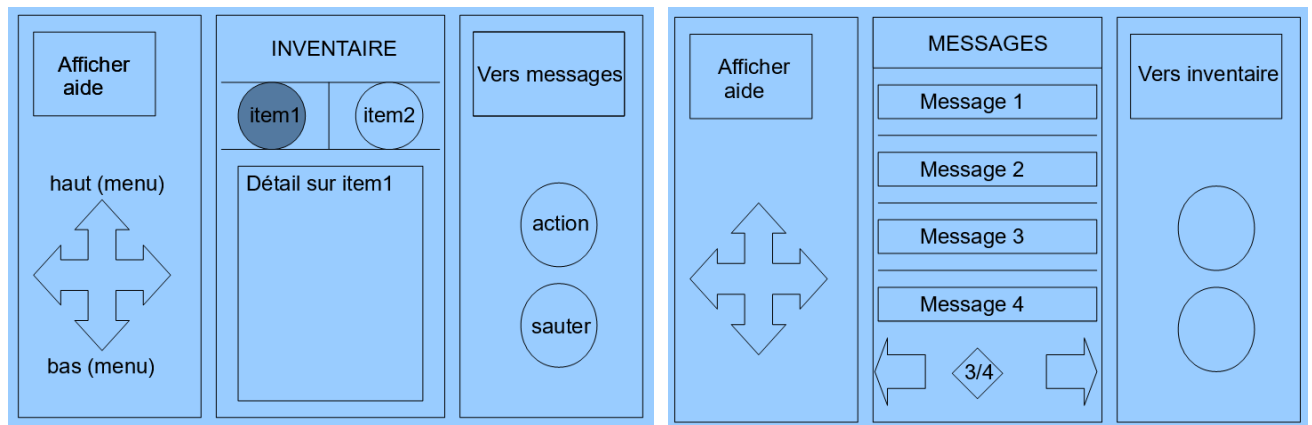 Afficher
aide
haut (menu)
bas (menu)
INVENTAIRE
item1
item2
Détail sur item1
Vers messages
action
sauter
Afficher
aide
MESSAGES
Message 1
Message 2
Message 3
Message 4
3/4
Vers inventaire